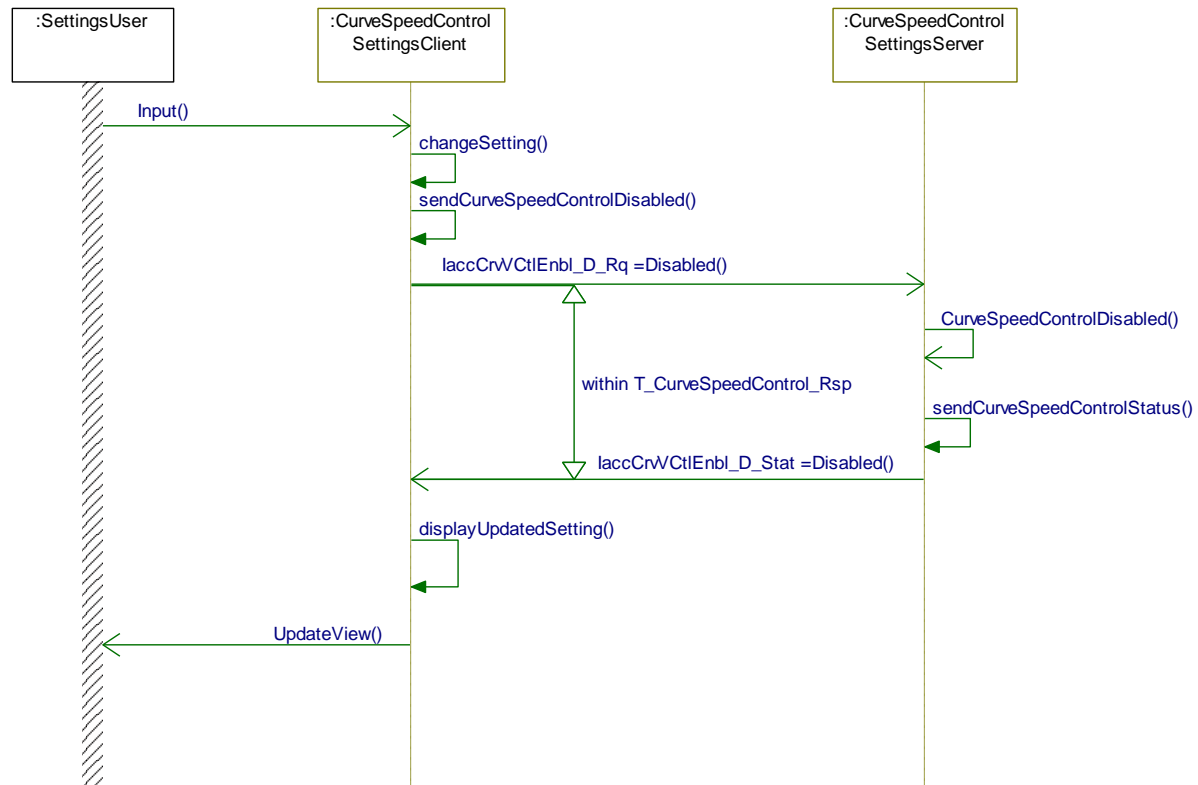 :SettingsUser
:CurveSpeedControl
SettingsClient
:CurveSpeedControl
SettingsServer
Input()
changeSetting()
sendCurveSpeedControlDisabled()
IaccCrvVCtlEnbl_D_Rq =Disabled()
CurveSpeedControlDisabled()
within T_CurveSpeedControl_Rsp
sendCurveSpeedControlStatus()
IaccCrvVCtlEnbl_D_Stat =Disabled()
displayUpdatedSetting()
UpdateView()